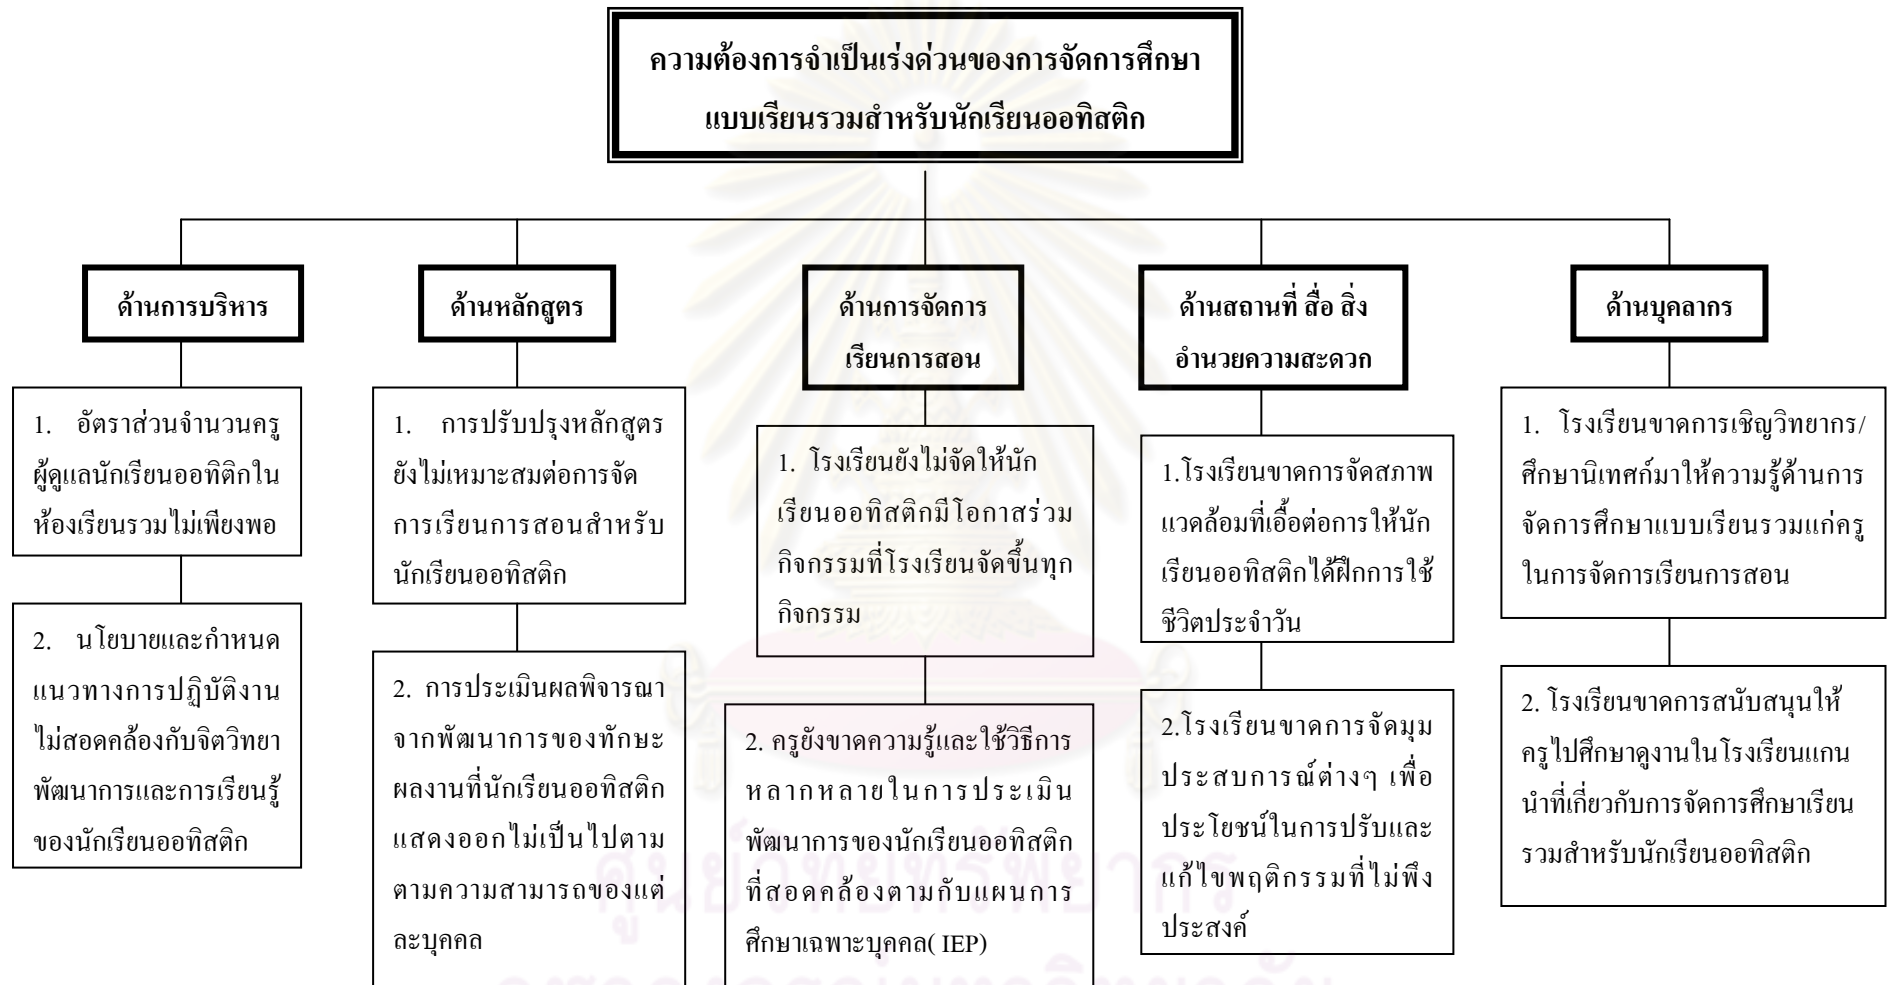 ความต้องการจำเป็นเร่งด่วนของการจัดการศึกษา
แบบเรียนรวมสำหรับนักเรียนออทิสติก
ด้านการบริหาร
1. อัตราส่วนจำนวนครู
ผู้ดูแลนักเรียนออทิติกใน
ห้องเรียนรวมไม่เพียงพอ
2. นโยบายและกำหนด
แนวทางการปฏิบัติงาน
ไม่สอดคล้องกับจิตวิทยา
พัฒนาการและการเรียนรู้
ของนักเรียนออทิสติก
ด้านหลักสูตร
1. การปรับปรุงหลักสูตร
ยังไม่เหมาะสมต่อการจัด
การเรียนการสอนสำหรับ
นักเรียนออทิสติก
2. การประเมินผลพิจารณา
จากพัฒนาการของทักษะ
ผลงานที่นักเรียนออทิสติก
แสดงออกไม่เป็นไปตาม
ตามความสามารถของแต่
ละบุคคล
ด้านการจัดการ
เรียนการสอน
1. โรงเรียนยังไม่จัดให้นัก
เรียนออทิสติกมีโอกาสร่วม
กิจกรรมที่โรงเรียนจัดขึ้นทุก
กิจกรรม
2. ครูยังขาดความรู้และใช้วิธีการ
หลากหลายในการประเมิน
พัฒนาการของนักเรียนออทิสติก
ที่สอดคล้องตามกับแผนการ
ศึกษาเฉพาะบุคคล( IEP)
ด้านสถานที่ สื่อ สิ่ง
อำนวยความสะดวก
1.โรงเรียนขาดการจัดสภาพ
แวดล้อมที่เอื้อต่อการให้นัก
เรียนออทิสติกได้ฝึกการใช้
ชีวิตประจำวัน
2.โรงเรียนขาดการจัดมุม
ประสบการณ์ต่างๆ เพื่อ
ประโยชน์ในการปรับและ
แก้ไขพฤติกรรมที่ไม่พึง
ประสงค์
ด้านบุคลากร
1. โรงเรียนขาดการเชิญวิทยากร/
ศึกษานิเทศก์มาให้ความรู้ด้านการ
จัดการศึกษาแบบเรียนรวมแก่ครู
ในการจัดการเรียนการสอน
2. โรงเรียนขาดการสนับสนุนให้
ครูไปศึกษาดูงานในโรงเรียนแกน
นำที่เกี่ยวกับการจัดการศึกษาเรียน
รวมสำหรับนักเรียนออทิสติก
ศูนย์วิทยทรัพยากร